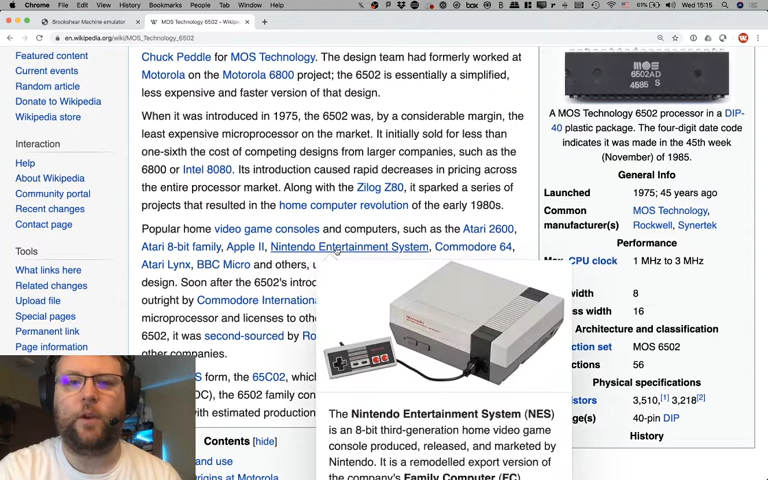 Chrome File Edit View History Bookmarks People Tab Window Help
61% Wed 15:15
Brookshear Machine emulator
MOS Technology 6502 - Wikipe
en.wikipedia.org/wiki/MOS_Technology_6502
Featured content
Current events
Random article
Donate to Wikipedia
Wikipedia store
Interaction
Help
About Wikipedia
Community portal
Recent changes
Contact page
Tools
What links here
Related changes
Upload file
Special pages
Permanent link
Page information
Chuck Peddle for MOS Technology. The design team had formerly worked at
Motorola on the Motorola 6800 project; the 6502 is essentially a simplified,
less expensive and faster version of that design.
When it was introduced in 1975, the 6502 was, by a considerable margin, the
least expensive microprocessor on the market. It initially sold for less than
one-sixth the cost of competing designs from larger companies, such as the
6800 or Intel 8080. Its introduction caused rapid decreases in pricing across
the entire processor market. Along with the Zilog Z80, it sparked a series of
projects that resulted in the home computer revolution of the early 1980s.
Popular home video game consoles and computers, such as the Atari 2600,
Atari 8-bit family, Apple II, Nintendo Entertainment System, Commodore 64,
Atari Lynx, BBC Micro and others,
design. Soon after the 6502's
outright by Commodore
microprocessor and licenses to
6502, it was second-sourced by
other companies.
form, the 65C02,
the 6502 family
with estimated production
Contents [hide]
and use
Origins at Motorola
The Nintendo Entertainment System (NES)
is an 8-bit third-generation home video game
console produced, released, and marketed by
Nintendo. It is a remodelled export version of
the company's Family Computer (FC)
mos
6502AD
4585 S
A MOS Technology 6502 processor in a DIP-
40 plastic package. The four-digit date code
indicates it was made in the 45th week
(November) of 1985.
General Info
Launched 1975; 45 years ago
Common MOS Technology,
manufacturer(s) Rockwell, Synertek
Performance
CPU clock 1 MHz to 3 MHz
width 8
width 16
Architecture and classification
set MOS 6502
56
Physical specifications
3,510,[1] 3,218[2]
40-pin DIP
History